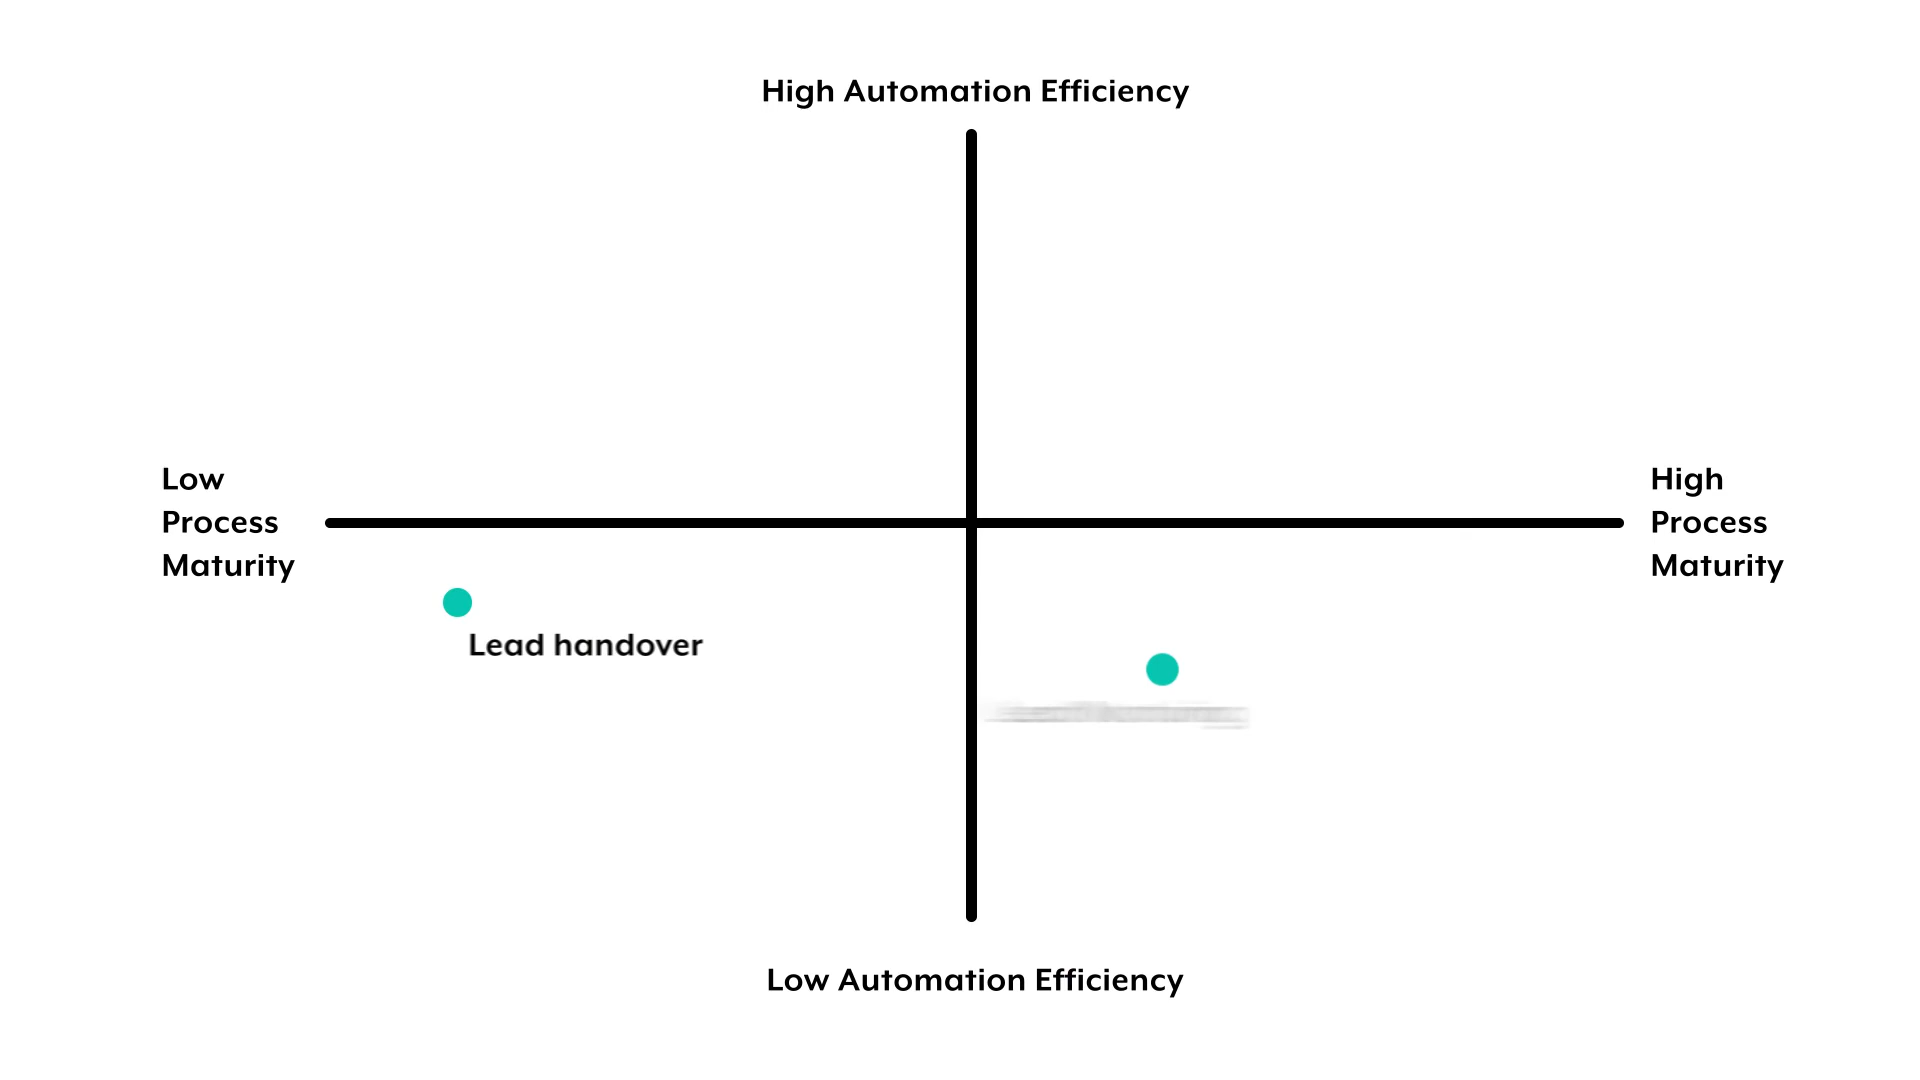 High Automation Efficiency
Low
Process
Maturity
High
Process
Maturity
Lead handover
Low Automation Efficiency